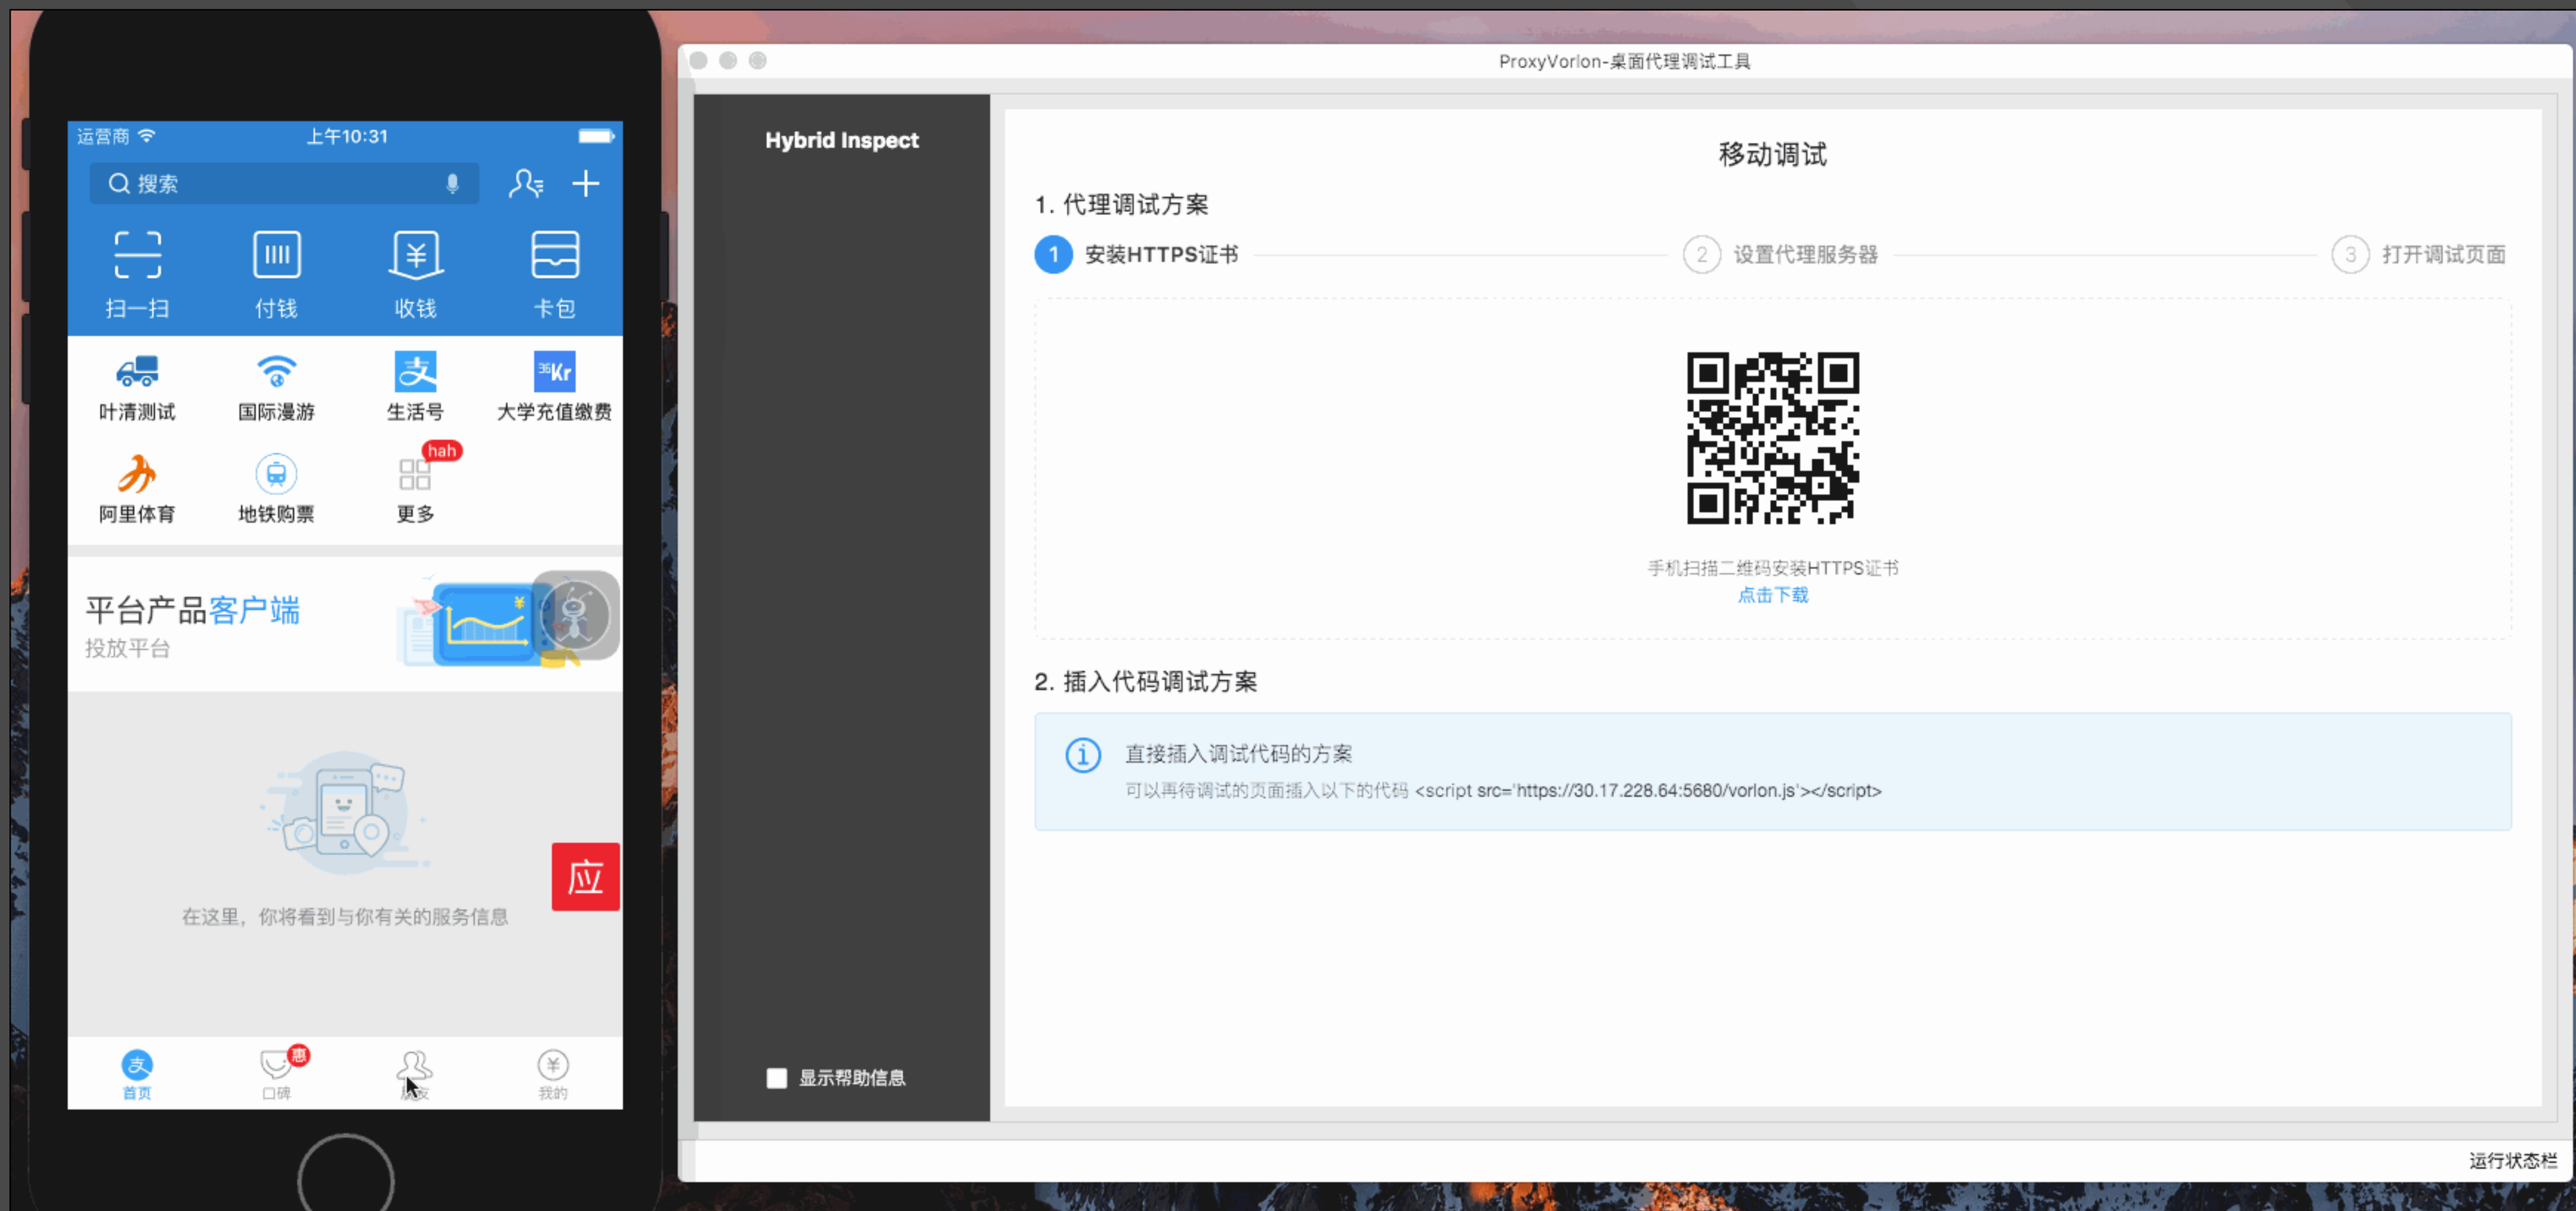 运营商
上午10:31
搜索
扫一扫
付钱
收钱
卡包
支
36Kr
叶清测试
国际漫游
生活号
大学充值缴费
hah
阿里体育
地铁购票
更多
平台产品客户端
投放平台
应
在这里，你将看到与你有关的服务信息
支
惠
首页
口碑
友
我的
ProxyVorlon-桌面代理调试工具
Hybrid Inspect
显示帮助信息
移动调试
1. 代理调试方案
1 安装HTTPS证书
2 设置代理服务器
3 打开调试页面
手机扫描二维码安装HTTPS证书
点击下载
2. 插入代码调试方案
直接插入调试代码的方案
可以再待调试的页面插入以下的代码 <script src='https://30.17.228.64:5680/vorlon.js'></script>
运行状态栏